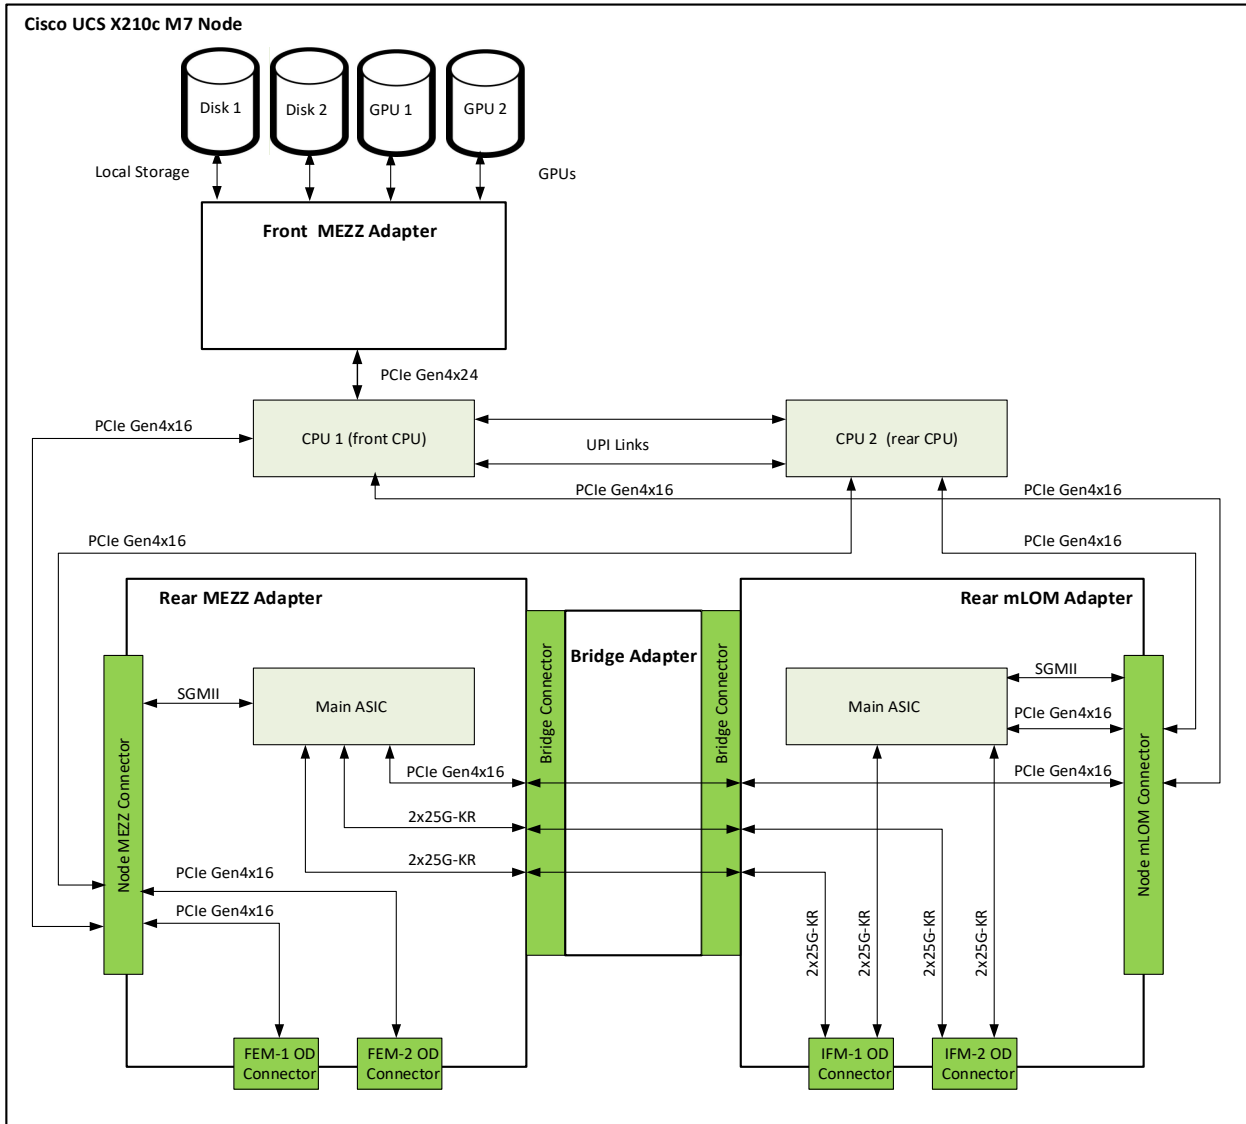 Cisco UCS X210c M7 Node
Disk 1
Disk 2
GPU 1
GPU 2
Local Storage
GPUs
Front MEZZ Adapter
PCIe Gen4x24
PCIe Gen4x16
CPU 1 (front CPU)
UPI Links
CPU 2 (rear CPU)
PCIe Gen4x16
PCIe Gen4x16
PCIe Gen4x16
PCIe Gen4x16
Rear MEZZ Adapter
Rear mLOM Adapter
Bridge Adapter
Bridge Connector
Bridge Connector
Node MEZZ Connector
Node mLOM Connector
SGMII
Main ASIC
Main ASIC
SGMII
PCIe Gen4x16
PCIe Gen4x16
PCIe Gen4x16
2x25G-KR
2x25G-KR
PCIe Gen4x16
PCIe Gen4x16
2x25G-KR
2x25G-KR
2x25G-KR
2x25G-KR
FEM-1 OD
Connector
FEM-2 OD
Connector
IFM-1 OD
Connector
IFM-2 OD
Connector